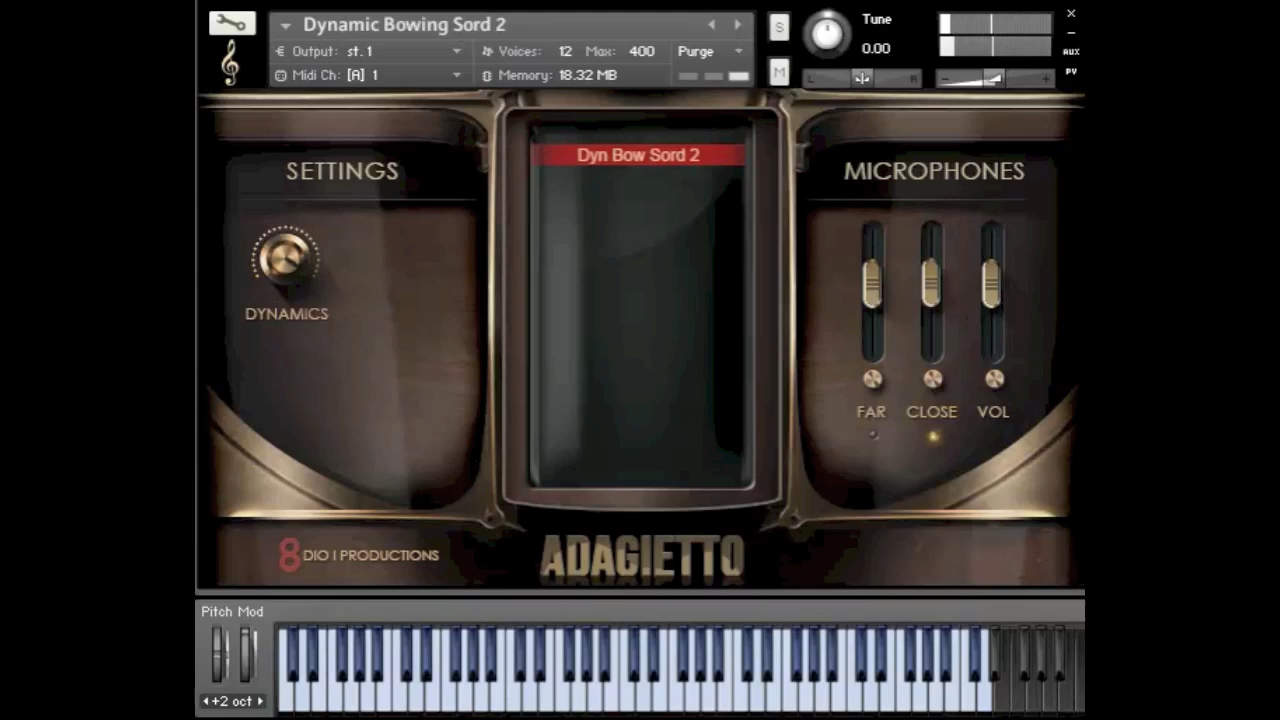 Dynamic Bowing Sord 2
Output: st. 1
Voices: 12 Max: 400
Purge
Midi Ch: [A] 1
Memory: 18.32 MB
S
M
Tune
0.00
L
R
-
+
×
-
AUX
PV
SETTINGS
DYNAMICS
Dyn Bow Sord 2
MICROPHONES
FAR CLOSE VOL
8DIO | PRODUCTIONS
ADAGIETTO
Pitch Mod
+2 oct